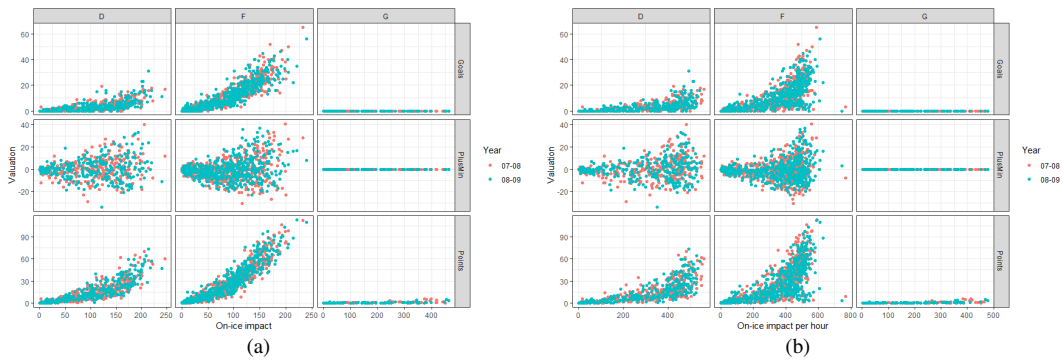 D F G
60
40
20
0
Goals
40
20
0
-20
PlusMin
90
60
30
0
Points
Valuation
0 50 100 150 200 250 0 50 100 150 200 250 0 100 200 300 400
On-ice impact
Year
07-08
08-09
(a)
D F G
60
40
20
0
Goals
40
20
0
-20
PlusMin
90
60
30
0
Points
Valuation
0 200 400 0 200 400 600 800 0 100 200 300 400 500
On-ice impact per hour
Year
07-08
08-09
(b)